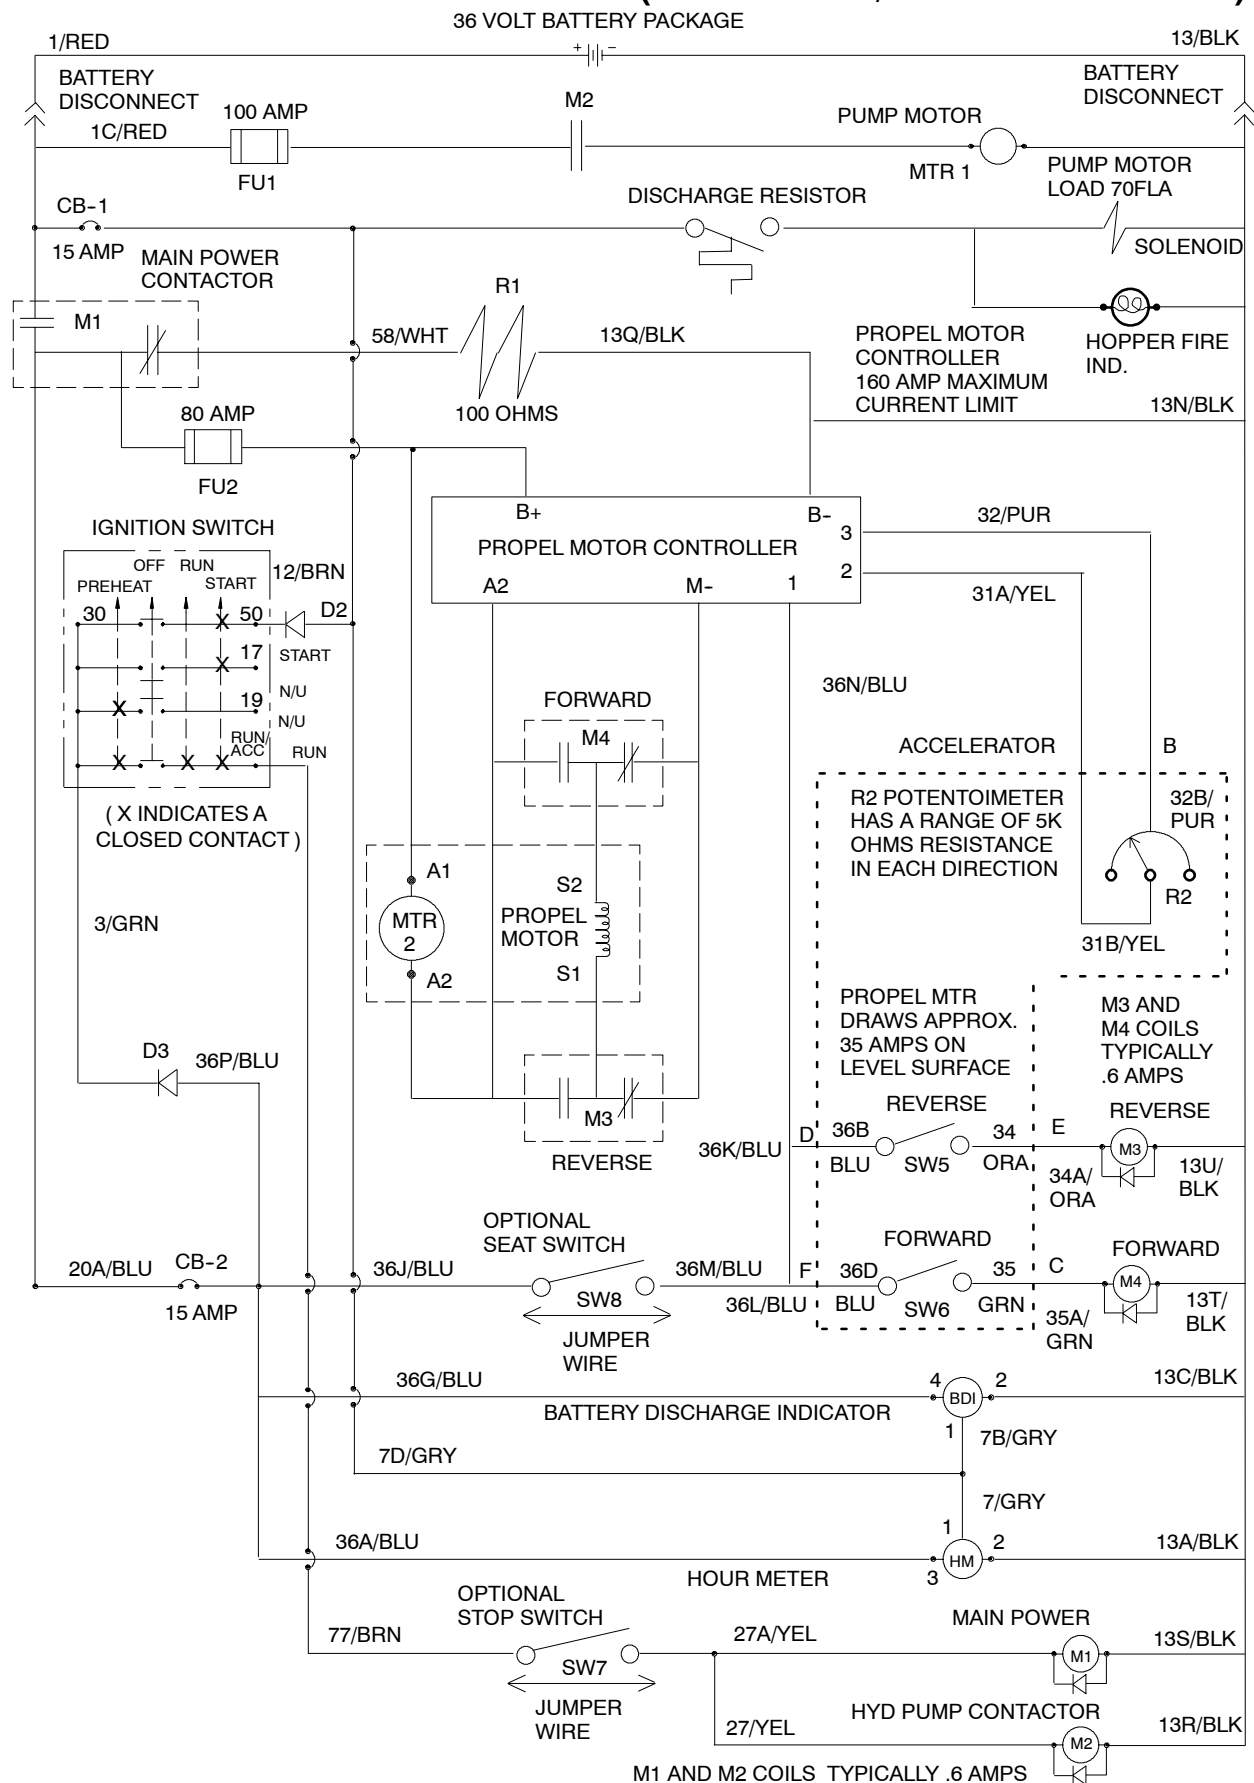 36 VOLT BATTERY PACKAGE
1/RED
+ −
13/BLK
BATTERY
DISCONNECT
BATTERY
DISCONNECT
1C/RED
100 AMP
FU1
M2
PUMP MOTOR
MTR 1
PUMP MOTOR
LOAD 70FLA
CB-1
15 AMP
DISCHARGE RESISTOR
SOLENOID
MAIN POWER
CONTACTOR
M1
58/WHT
R1
100 OHMS
13Q/BLK
PROPEL MOTOR
CONTROLLER
160 AMP MAXIMUM
CURRENT LIMIT
HOPPER FIRE
IND.
13N/BLK
80 AMP
FU2
IGNITION SWITCH
OFF
RUN
PREHEAT
START
12/BRN
D2
30
X
50
START
X
17
N/U
X
19
N/U
RUN/
ACC
RUN
X
X
X
( X INDICATES A
CLOSED CONTACT )
B+
B-
3
PROPEL MOTOR CONTROLLER
2
A2
M-
1
32/PUR
31A/YEL
36N/BLU
FORWARD
M4
ACCELERATOR
B
R2 POTENTOIMETER
HAS A RANGE OF 5K
OHMS RESISTANCE
IN EACH DIRECTION
32B/
PUR
R2
31B/YEL
A1
MTR
2
A2
S2
PROPEL
MOTOR
S1
3/GRN
PROPEL MTR
DRAWS APPROX.
35 AMPS ON
LEVEL SURFACE
M3 AND
M4 COILS
TYPICALLY
.6 AMPS
D3
36P/BLU
M3
REVERSE
36K/BLU
D
36B
BLU
REVERSE
SW5
34
ORA
E
REVERSE
M3
34A/
ORA
13U/
BLK
20A/BLU
CB-2
15 AMP
36J/BLU
OPTIONAL
SEAT SWITCH
SW8
JUMPER
WIRE
36M/BLU
36L/BLU
F
36D
BLU
FORWARD
SW6
35
GRN
C
FORWARD
M4
35A/
GRN
13T/
BLK
36G/BLU
BATTERY DISCHARGE INDICATOR
4
BDI
2
1
13C/BLK
7B/GRY
7D/GRY
7/GRY
36A/BLU
HOUR METER
1
HM
2
3
13A/BLK
77/BRN
OPTIONAL
STOP SWITCH
SW7
JUMPER
WIRE
27A/YEL
MAIN POWER
M1
13S/BLK
27/YEL
HYD PUMP CONTACTOR
M2
13R/BLK
M1 AND M2 COILS TYPICALLY .6 AMPS